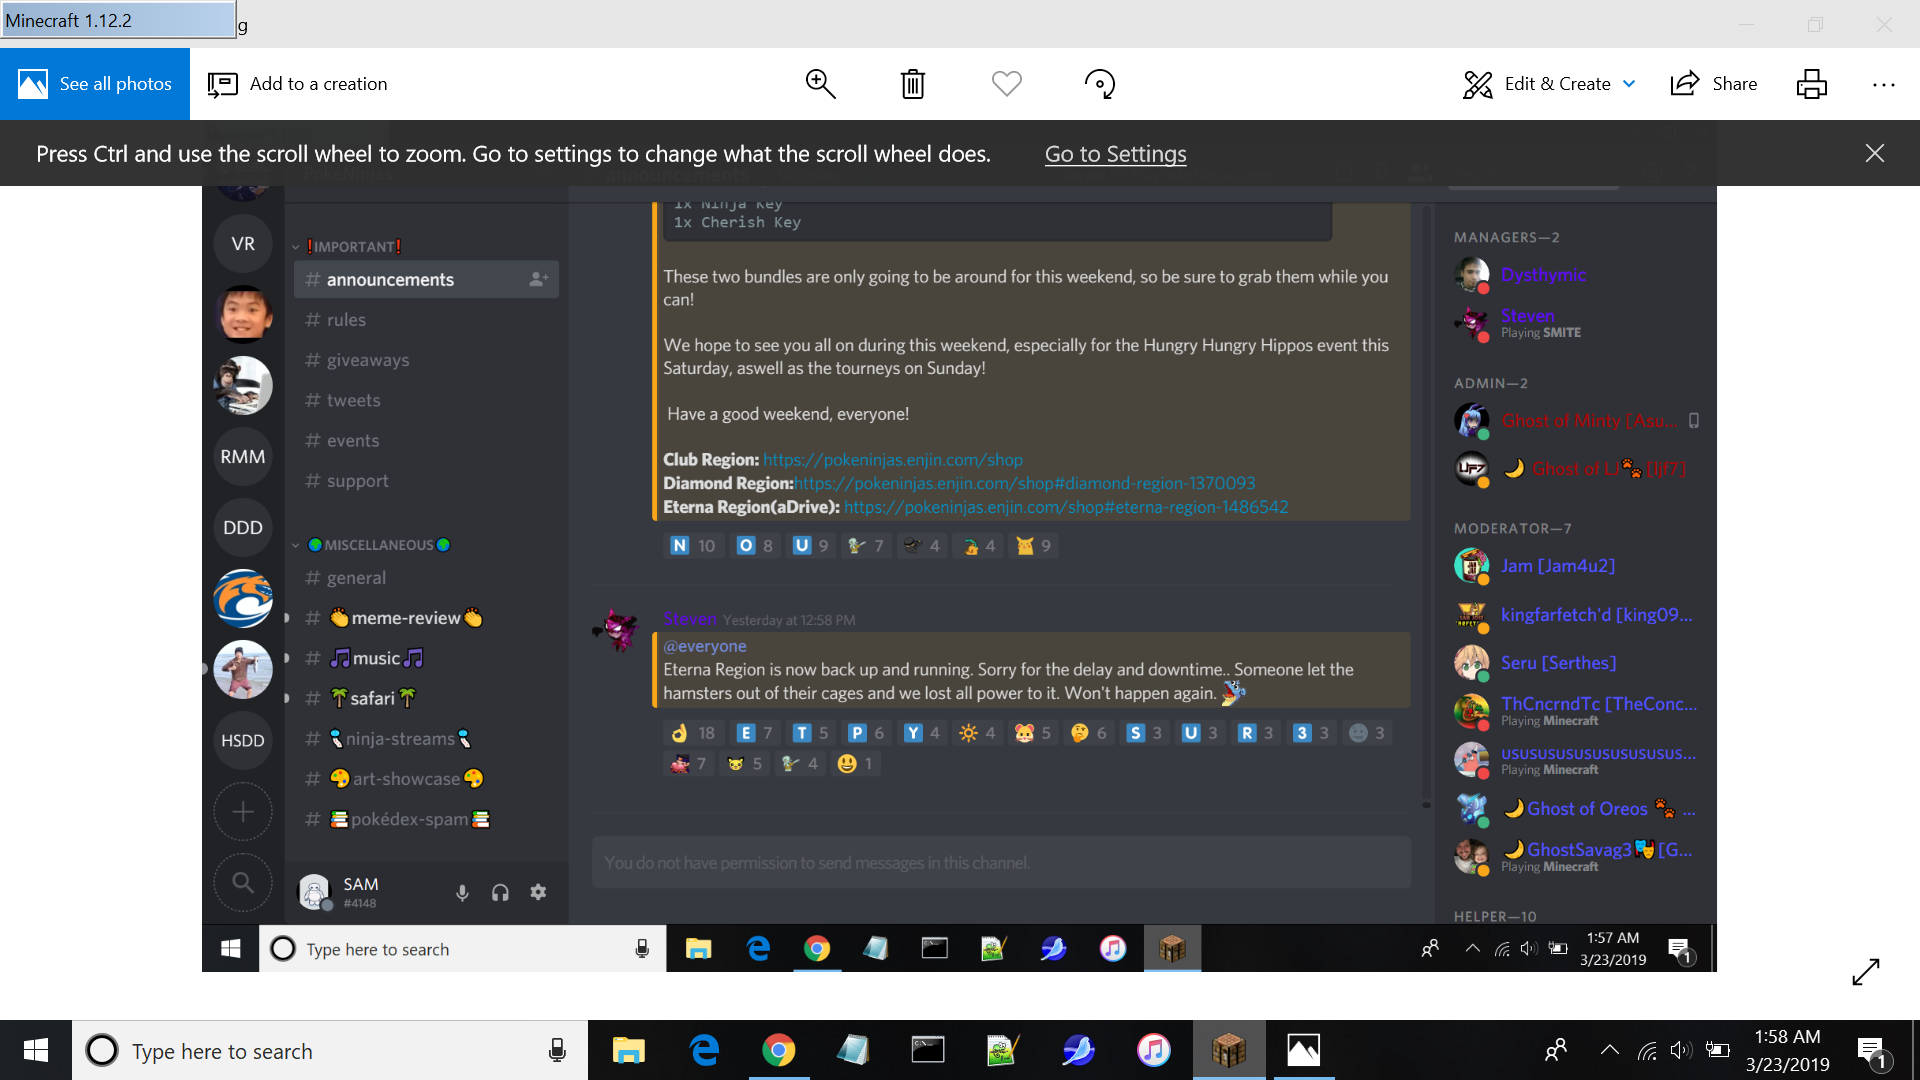 Minecraft 1.12.2
g
See all photos
Add to a creation
Edit & Create
Share
Press Ctrl and use the scroll wheel to zoom. Go to settings to change what the scroll wheel does.
Go to Settings
announcements
VR
RMM
DDD
HSDD
❗IMPORTANT❗
# announcements
# rules
# giveaways
# tweets
# events
# support
🌎MISCELLANEOUS🌎
# general
# 👏meme-review👏
# 🎵music🎵
# 🌴safari🌴
# ninja-streams
# 🎨art-showcase🎨
# 📚pokédex-spam📚
SAM
#4148
1x Ninja Key
1x Cherish Key
These two bundles are only going to be around for this weekend, so be sure to grab them while you
can!
We hope to see you all on during this weekend, especially for the Hungry Hungry Hippos event this
Saturday, aswell as the tourneys on Sunday!
Have a good weekend, everyone!
Club Region: https://pokeninjas.enjin.com/shop
Diamond Region:https://pokeninjas.enjin.com/shop#diamond-region-1370093
Eterna Region(aDrive): https://pokeninjas.enjin.com/shop#eterna-region-1486542
N 10 O 8 U 9 7 4 4 9
Steven Yesterday at 12:58 PM
@everyone
Eterna Region is now back up and running. Sorry for the delay and downtime.. Someone let the
hamsters out of their cages and we lost all power to it. Won't happen again.
18 E 7 T 5 P 6 Y 4 4 5 6 S 3 U 3 R 3 3 3 3
7 5 4 1
You do not have permission to send messages in this channel.
MANAGERS—2
Dysthymic
Steven
Playing SMITE
ADMIN—2
Ghost of Minty [Asu...
UF7
🌙 Ghost of LJ🐾 [ljf7]
MODERATOR—7
Jam [Jam4u2]
kingfarfetch'd [king09...
Seru [Serthes]
ThCncrndTc [TheConc...
Playing Minecraft
ususususususususus...
Playing Minecraft
🌙Ghost of Oreos 🐾 ...
🌙GhostSavag3🎭[G...
Playing Minecraft
HELPER—10
Type here to search
1:57 AM
3/23/2019
1
Type here to search
1:58 AM
3/23/2019
1